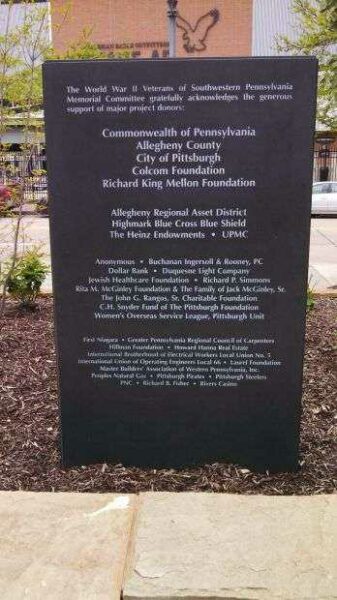 AMERICAN EAGLE OUTFITTERS
The World War II Veterans of Southwestern Pennsylvania
Memorial Committee gratefully acknowledges the generous
support of major project donors:
Commonwealth of Pennsylvania
Allegheny County
City of Pittsburgh
Colcom Foundation
Richard King Mellon Foundation
Allegheny Regional Asset District
Highmark Blue Cross Blue Shield
The Heinz Endowments • UPMC
Anonymous • Buchanan Ingersoll & Rooney, PC
Dollar Bank • Duquesne Light Company
Jewish Healthcare Foundation • Richard P. Simmons
Rita M. McGinley Foundation & The Family of Jack McGinley, Sr.
The John G. Rangos, Sr. Charitable Foundation
C.H. Snyder Fund of The Pittsburgh Foundation
Women's Overseas Service League, Pittsburgh Unit
First Niagara • Greater Pennsylvania Regional Council of Carpenters
Hillman Foundation • Howard Hanna Real Estate
International Brotherhood of Electrical Workers Local Union No. 5
International Union of Operating Engineers Local 66 • Laurel Foundation
Master Builders' Association of Western Pennsylvania, Inc.
Peoples Natural Gas • Pittsburgh Pirates • Pittsburgh Steelers
PNC • Richard B. Fisher • Rivers Casino